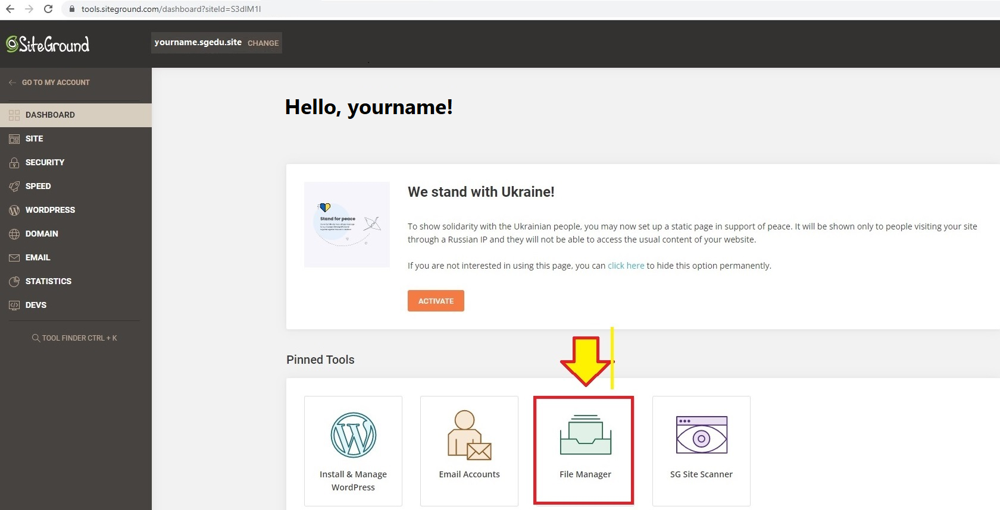 tools.siteground.com/dashboard?siteId=S3dIM1I
SiteGround
yourname.sgedu.site CHANGE
GO TO MY ACCOUNT
DASHBOARD
SITE
SECURITY
SPEED
WORDPRESS
DOMAIN
EMAIL
STATISTICS
DEVS
TOOL FINDER CTRL + K
Hello, yourname!
Stand for peace
We stand with Ukraine!
To show solidarity with the Ukrainian people, you may now set up a static page in support of peace. It will be shown only to people visiting your site
through a Russian IP and they will not be able to access the usual content of your website.
If you are not interested in using this page, you can click here to hide this option permanently.
ACTIVATE
Pinned Tools
Install & Manage
WordPress
Email Accounts
File Manager
SG Site Scanner